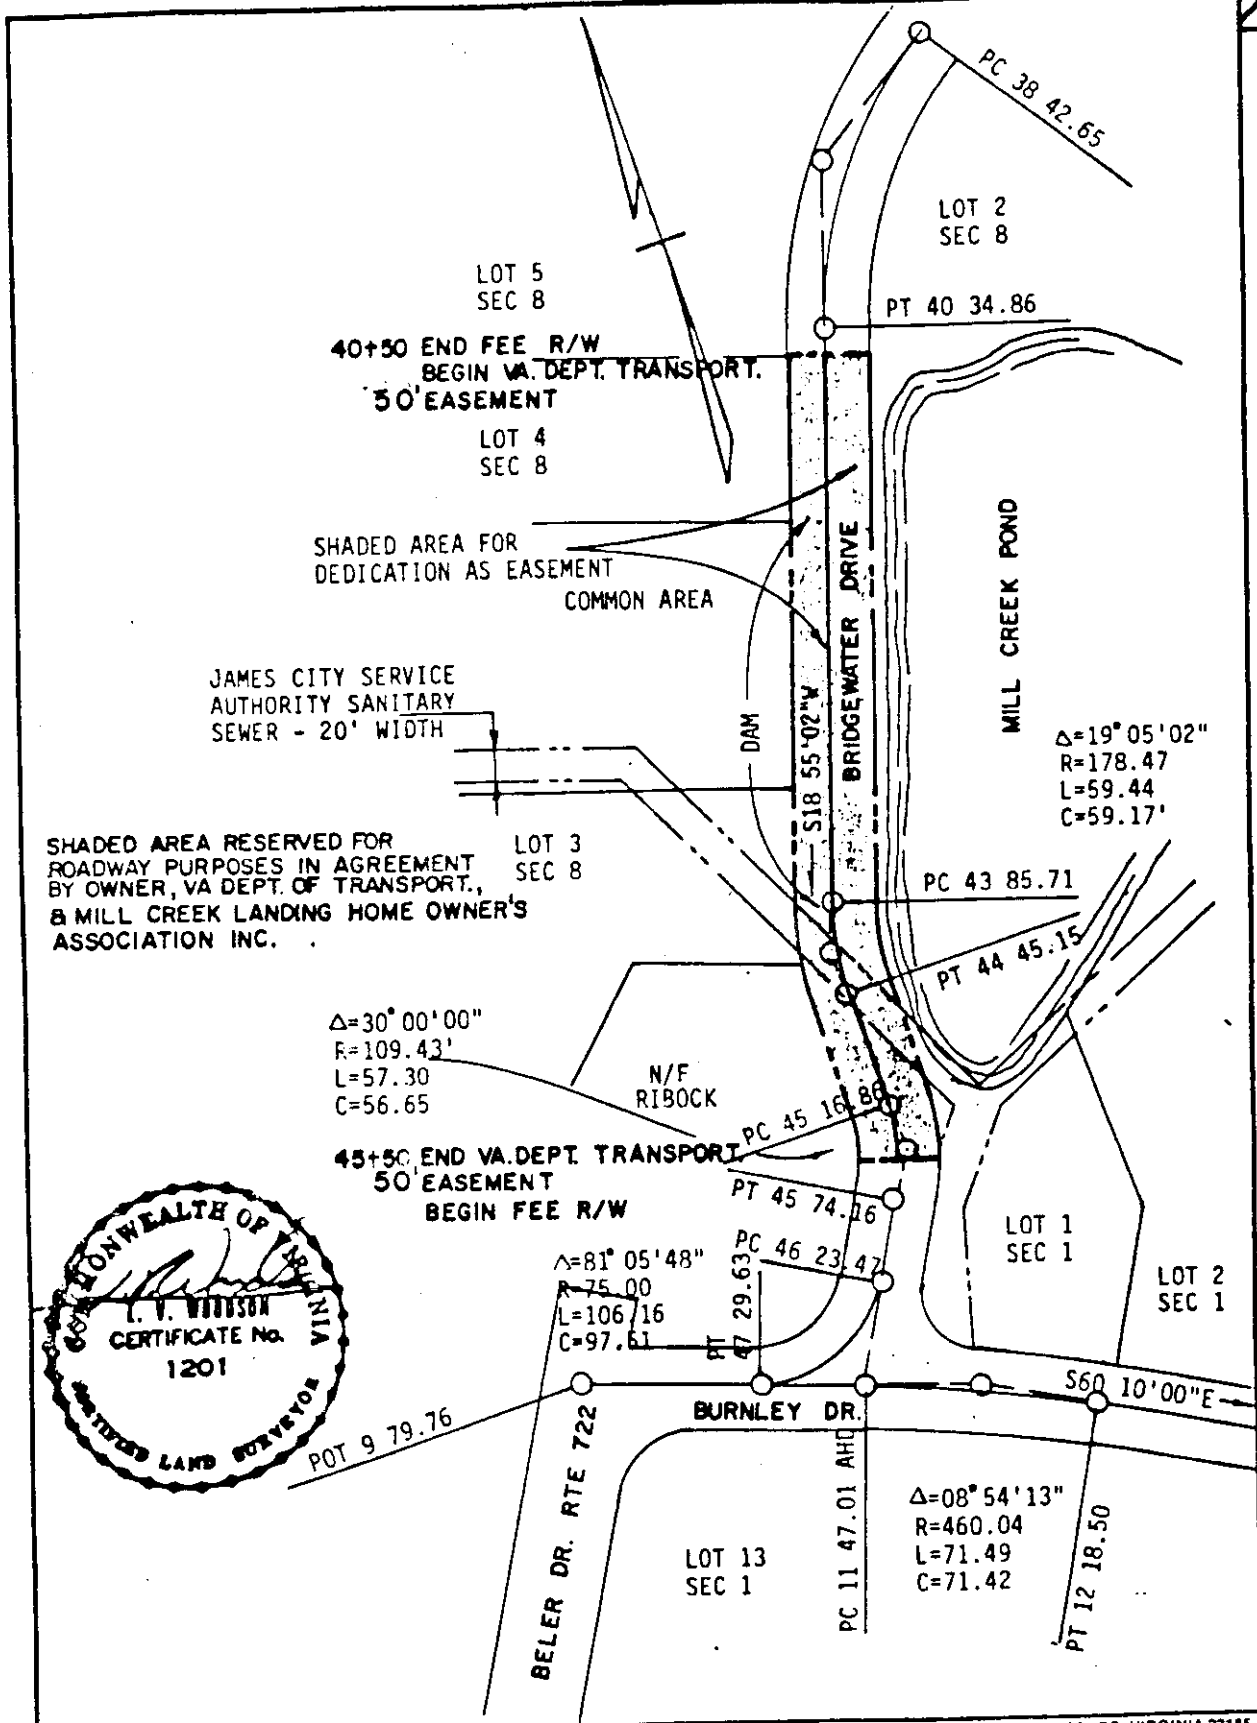 PC 38 42.65
LOT 2
SEC 8
LOT 5
SEC 8
PT 40 34.86
40+50 END FEE R/W
BEGIN VA. DEPT. TRANSPORT.
50' EASEMENT
LOT 4
SEC 8
SHADED AREA FOR
DEDICATION AS EASEMENT
COMMON AREA
MILL CREEK POND
BRIDGEWATER DRIVE
DAM
S18 55'02"W
JAMES CITY SERVICE
AUTHORITY SANITARY
SEWER - 20' WIDTH
Δ=19°05'02"
R=178.47
L=59.44
C=59.17'
SHADED AREA RESERVED FOR
ROADWAY PURPOSES IN AGREEMENT
BY OWNER, VA DEPT. OF TRANSPORT.,
& MILL CREEK LANDING HOME OWNER'S
ASSOCIATION INC.
LOT 3
SEC 8
PC 43 85.71
PT 44 45.15
Δ=30°00'00"
R=109.43'
L=57.30
C=56.65
N/F
RIBOCK
PC 45 16.86
45+50 END VA. DEPT. TRANSPORT.
50' EASEMENT
BEGIN FEE R/W
PT 45 74.16
PC 46 23.47
PT 47 29.63
LOT 1
SEC 1
LOT 2
SEC 1
Δ=81°05'48"
R=75.00
L=106.16
C=97.51
COMMONWEALTH OF VIRGINIA
WOODSON
CERTIFICATE No.
1201
CERTIFIED LAND SURVEYOR
S60 10'00"E
BURNLEY DR.
POT 9 79.76
BELER DR. RTE 722
LOT 13
SEC 1
PC 11 47.01 AHD
Δ=08°54'13"
R=460.04
L=71.49
C=71.42
PT 12 18.50